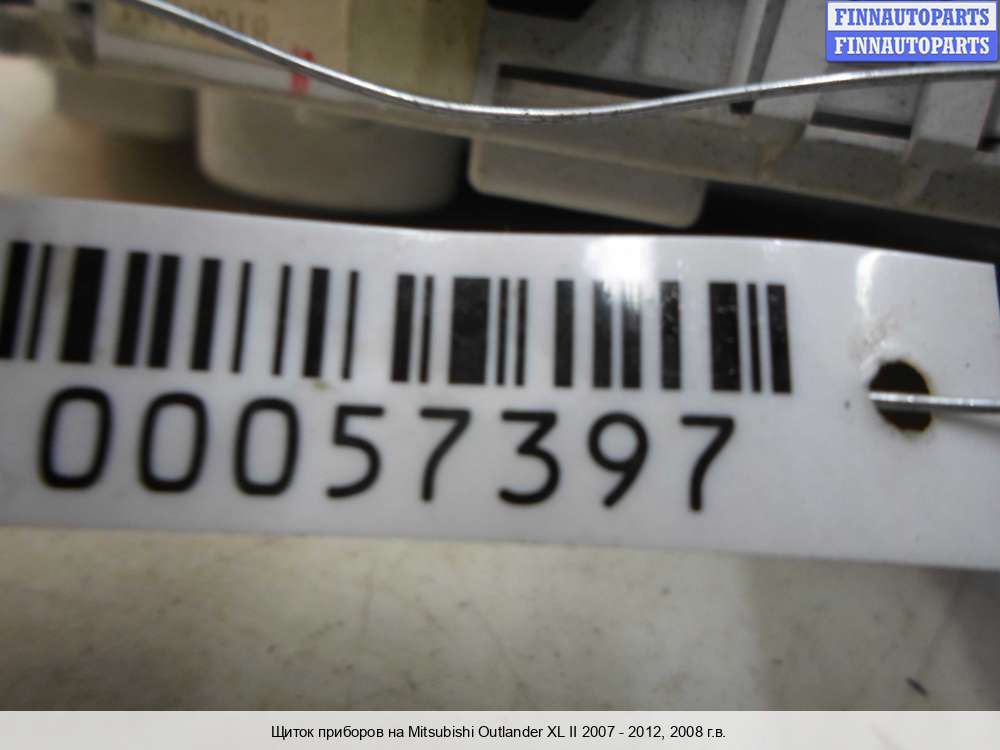 FINNAUTOPARTS
FINNAUTOPARTS
00057397
Щиток приборов на Mitsubishi Outlander XL II 2007 - 2012, 2008 г.в.